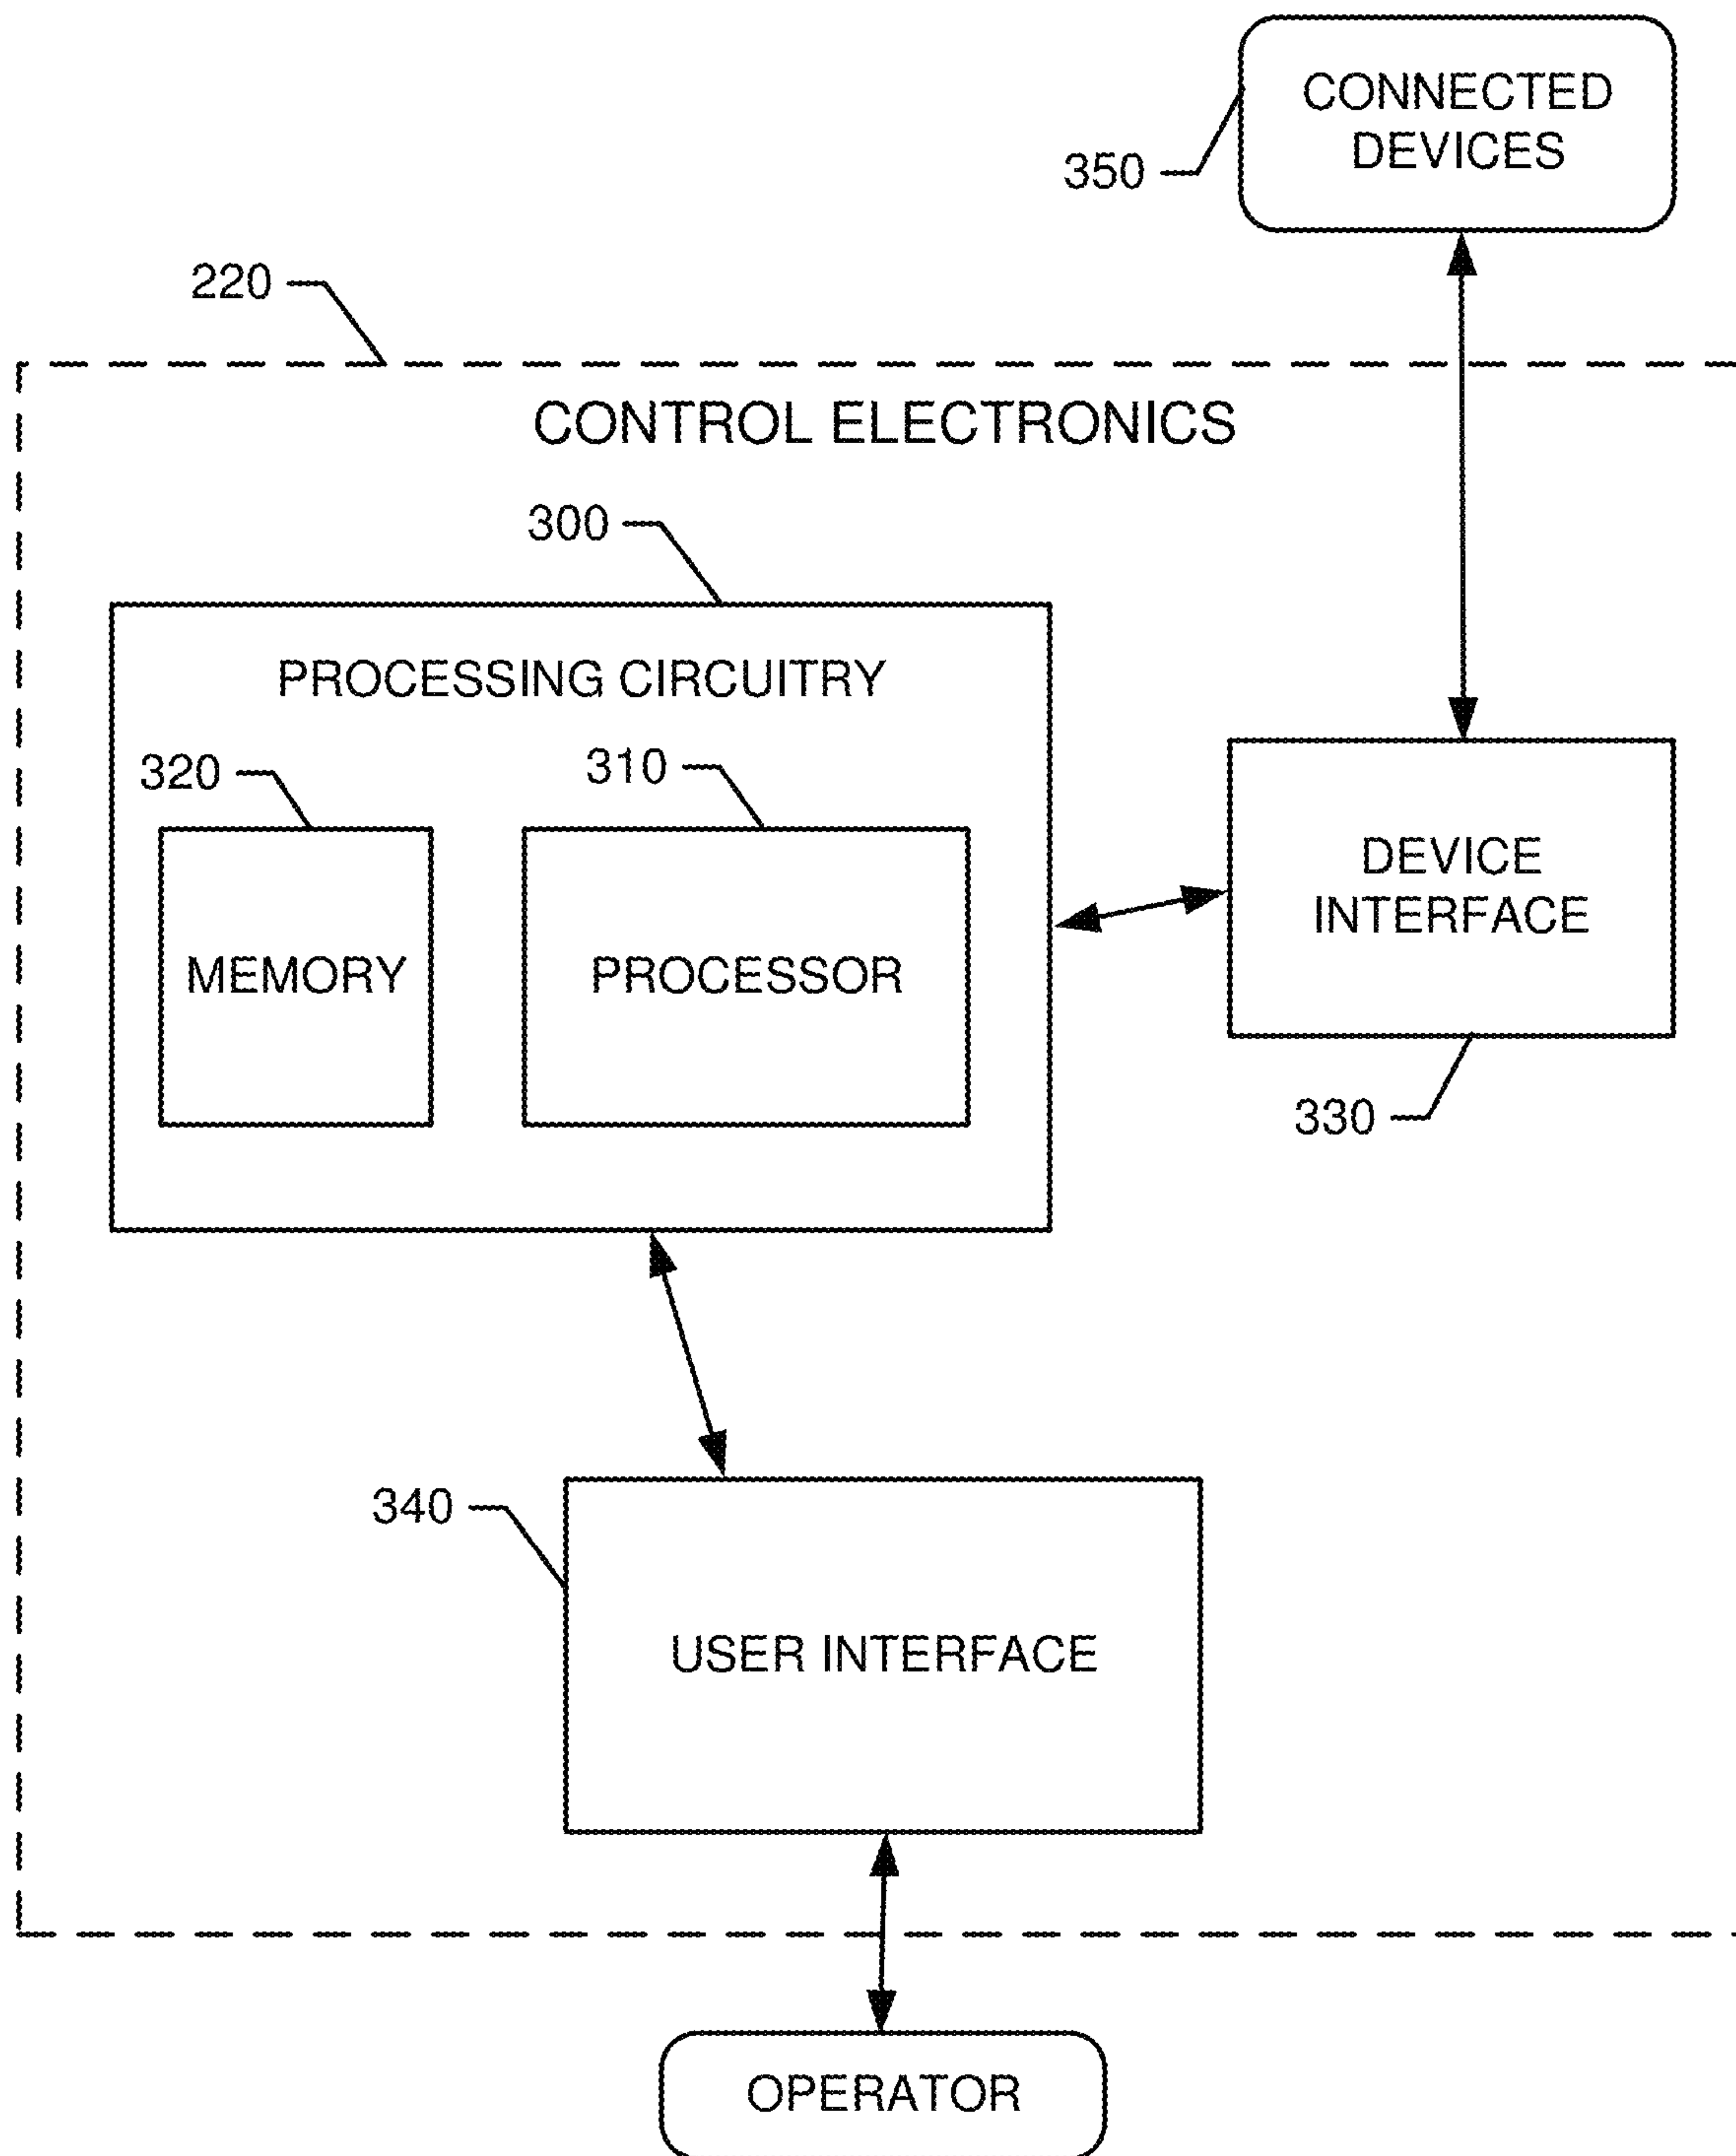 CONNECTED
DEVICES
350
220
CONTROL ELECTRONICS
300
PROCESSING CIRCUITRY
320
310
MEMORY
PROCESSOR
DEVICE
INTERFACE
330
340
USER INTERFACE
OPERATOR